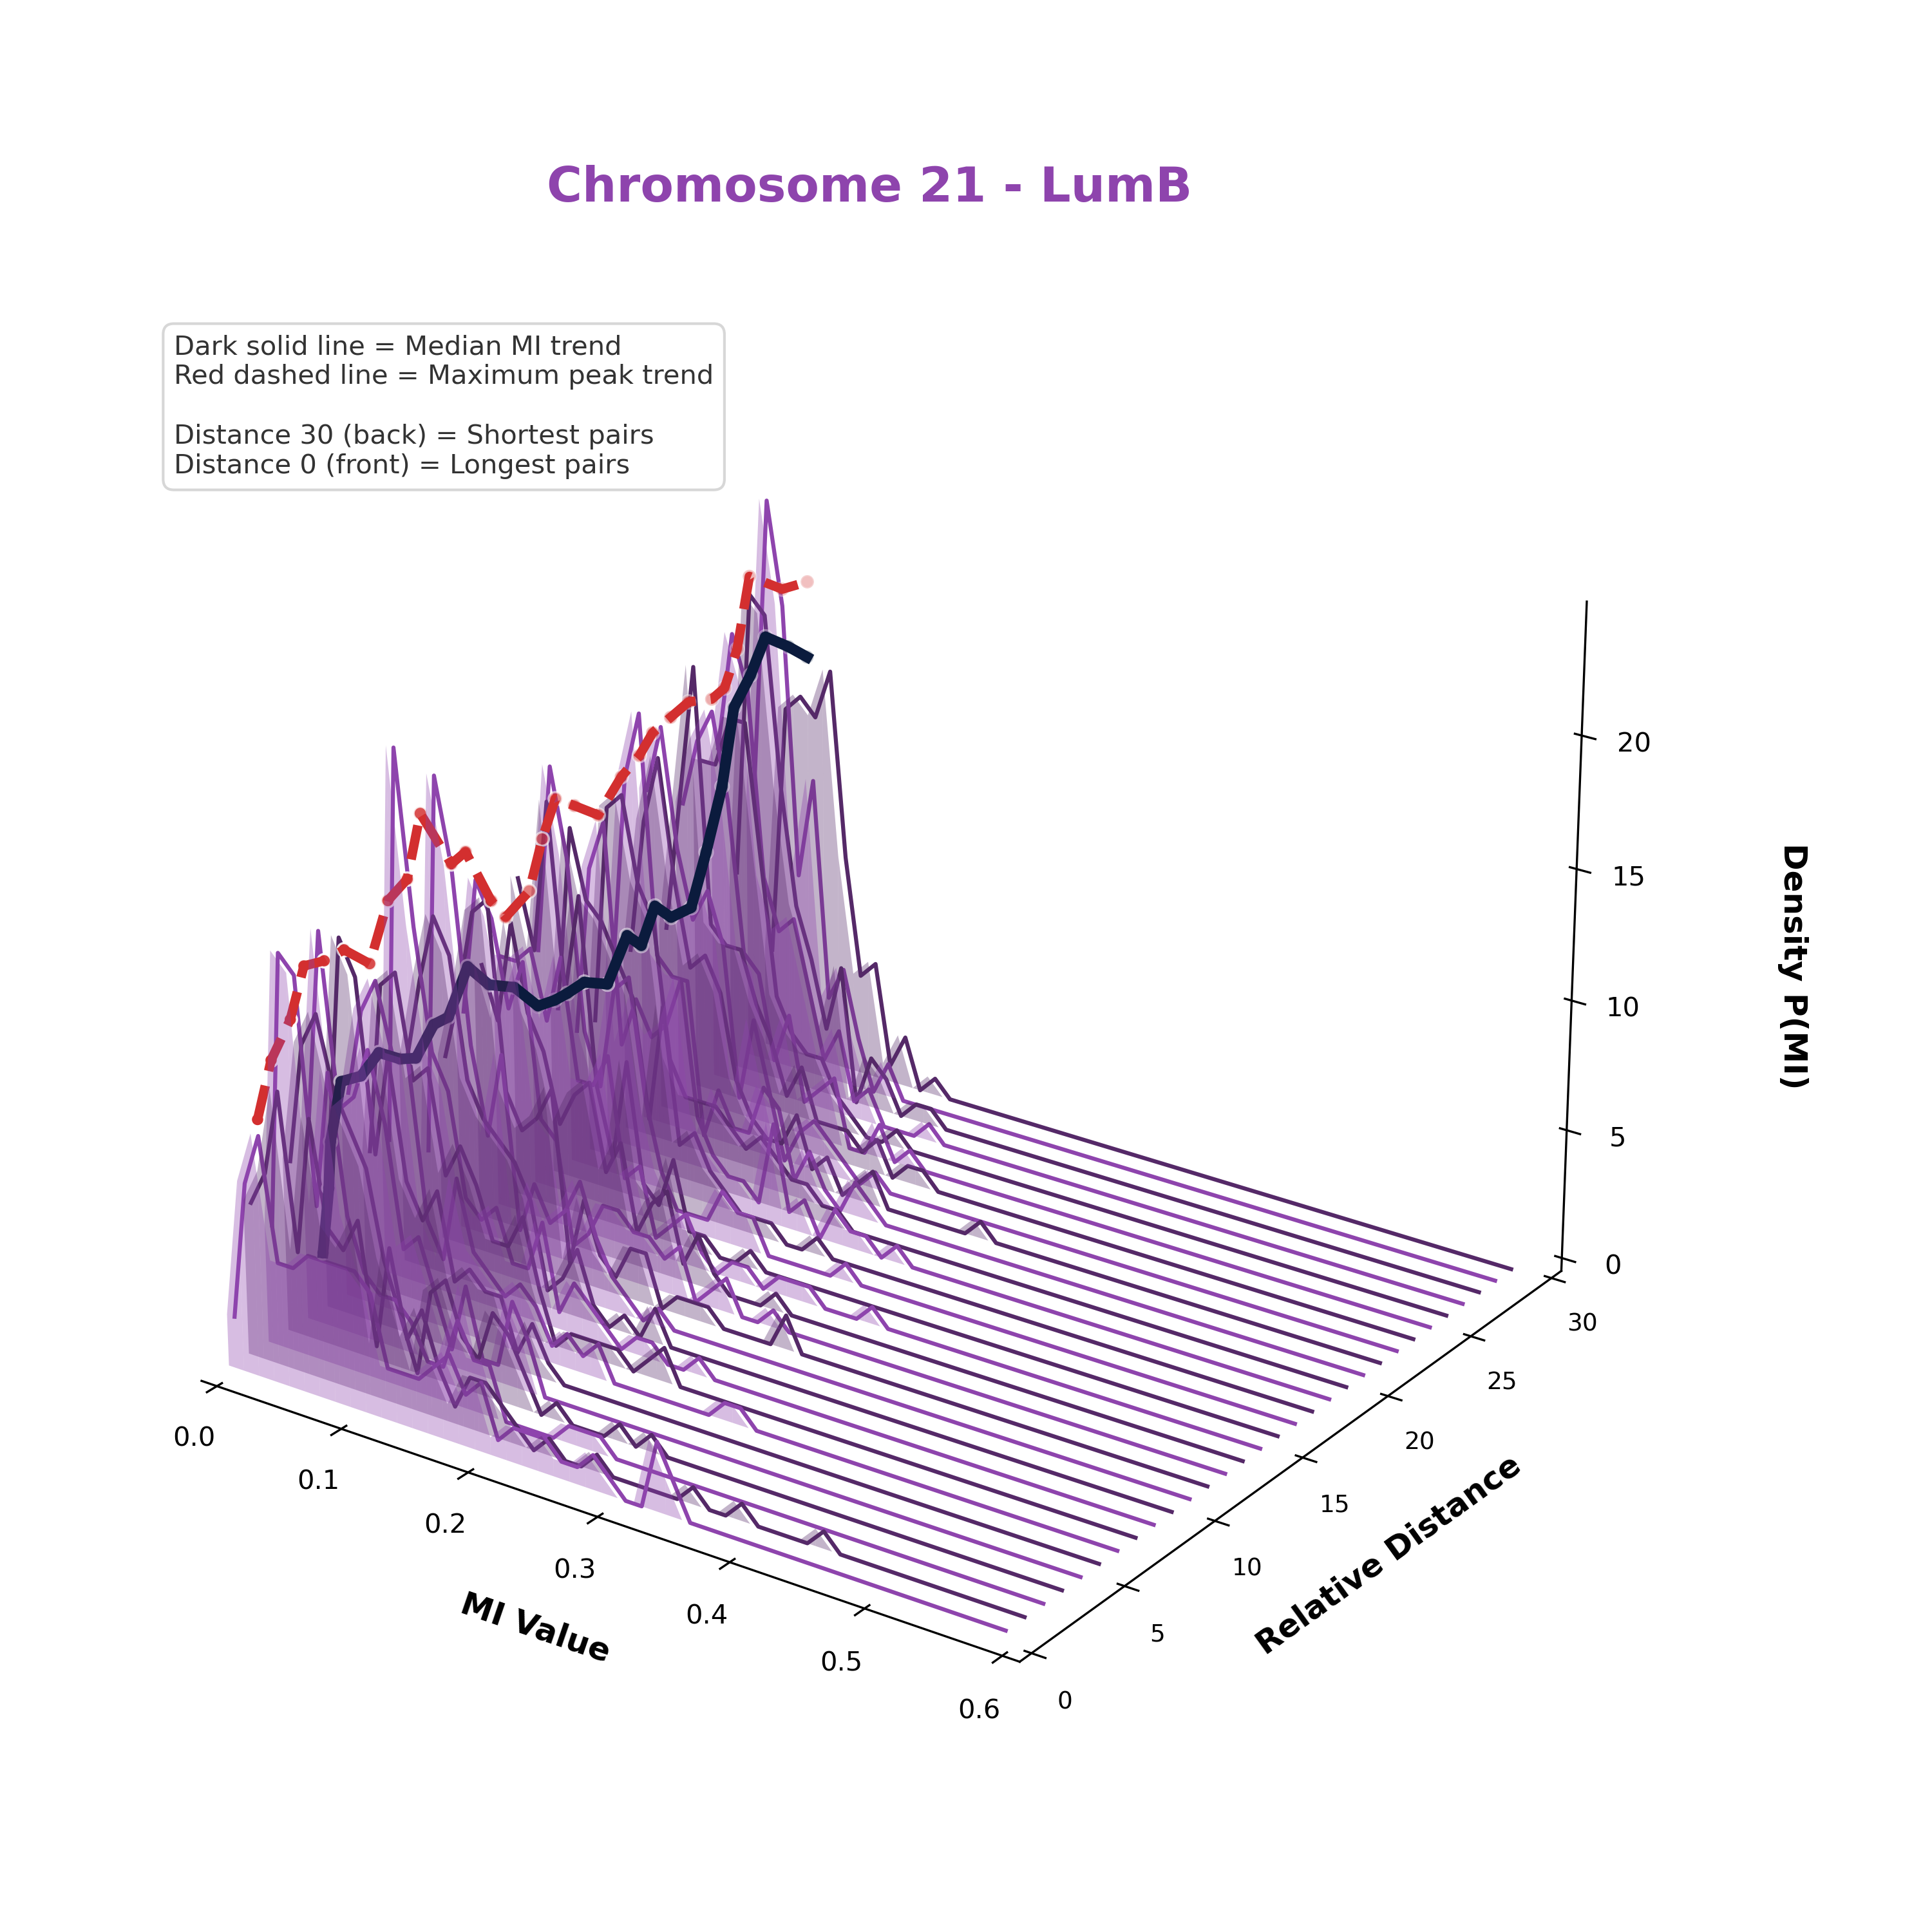 Chromosome 21 - LumB
Dark solid line = Median MI trend
Red dashed line = Maximum peak trend
Distance 30 (back) = Shortest pairs
Distance 0 (front) = Longest pairs
20
15
10
5
0
Density P(MI)
30
25
20
15
10
5
0
Relative Distance
0.0
0.1
0.2
0.3
0.4
0.5
0.6
MI Value